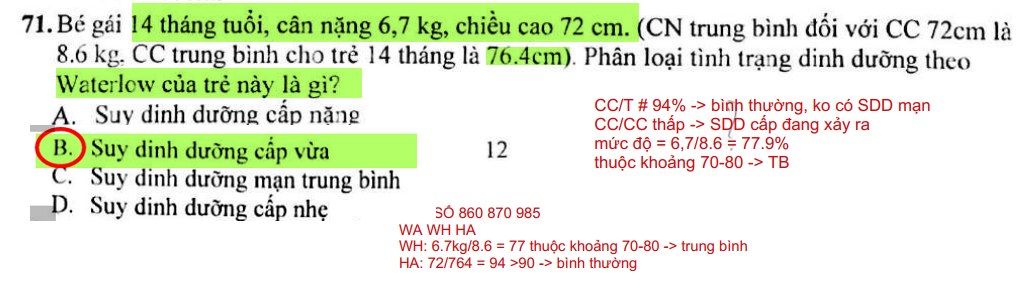 71. Bé gái 14 tháng tuổi, cân nặng 6,7 kg, chiều cao 72 cm. (CN trung bình đối với CC 72cm là
8.6 kg. CC trung bình cho trẻ 14 tháng là 76.4cm). Phân loại tình trạng dinh dưỡng theo
Waterlow của trẻ này là gì?
A. Suy dinh dưỡng cấp nặng
B. Suy dinh dưỡng cấp vừa
12
C. Suy dinh dưỡng mạn trung bình
D. Suy dinh dưỡng cấp nhẹ
CC/T # 94% -> bình thường, ko có SDD mạn
CC/CC thấp -> SDD cấp đang xảy ra
mức độ = 6,7/8.6 = 77.9%
thuộc khoảng 70-80 -> TB
SỐ 860 870 985
WA WH HA
WH: 6.7kg/8.6 = 77 thuộc khoảng 70-80 -> trung bình
HA: 72/764 = 94 >90 -> bình thường